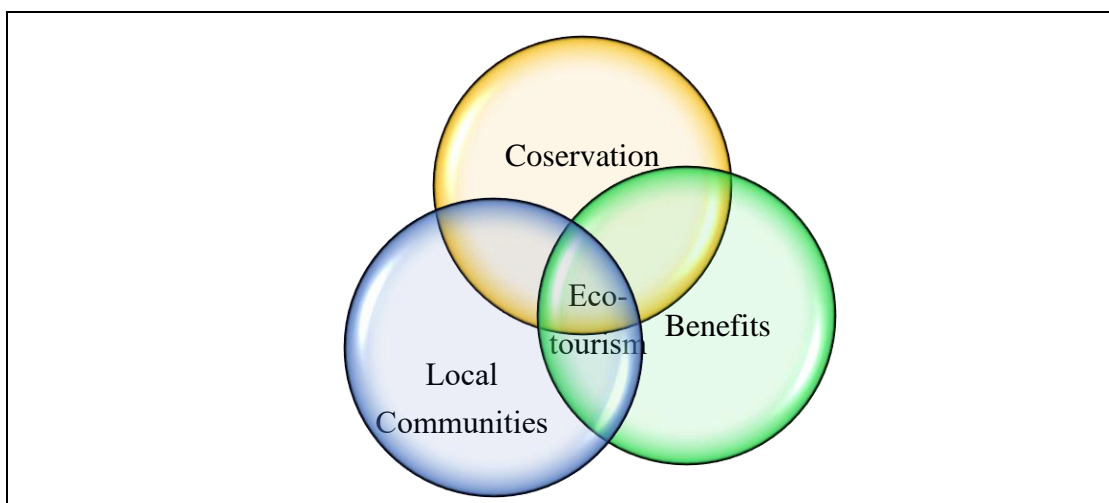 Coservation
Eco-
tourism
Benefits
Local
Communities